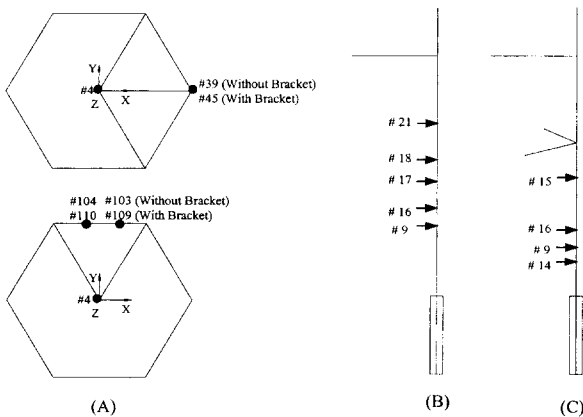 Y
#4
Z
X
#39 (Without Bracket)
#45 (With Bracket)
#104 #103 (Without Bracket)
#110 #109 (With Bracket)
Y
#4
Z
X
(A)
# 21
# 18
# 17
# 16
# 9
(B)
# 15
# 16
# 9
# 14
(C)